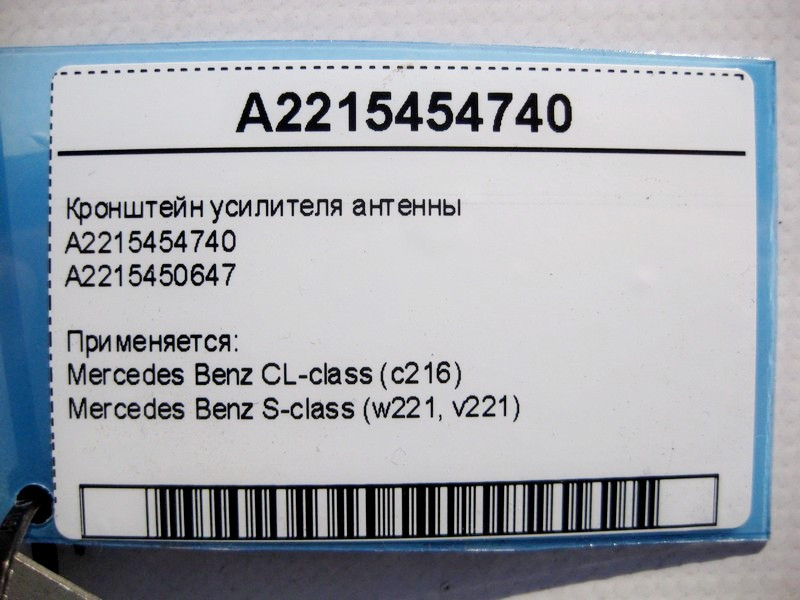 A2215454740
Кронштейн усилителя антенны
A2215454740
A2215450647
Применяется:
Mercedes Benz CL-class (c216)
Mercedes Benz S-class (w221, v221)